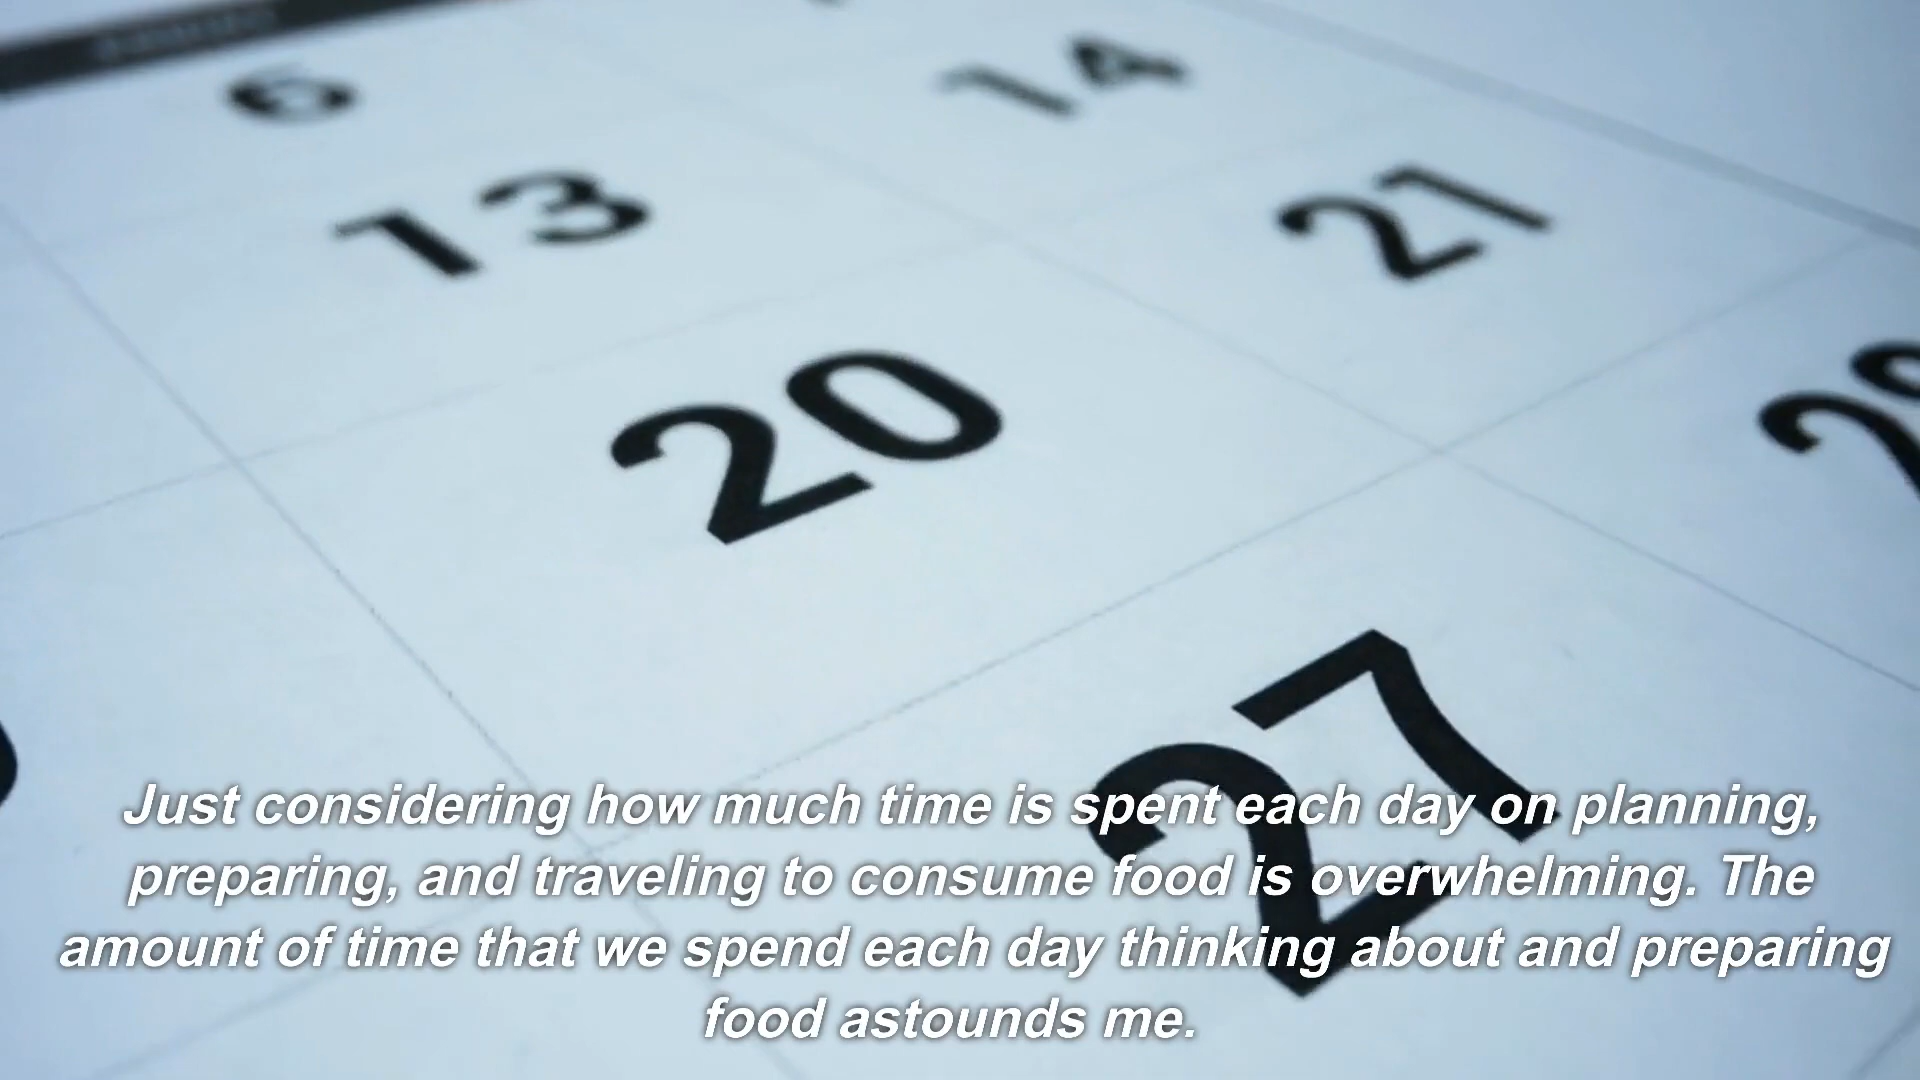 6
14
13
21
20
27
Just considering how much time is spent each day on planning,
preparing, and traveling to consume food is overwhelming. The
amount of time that we spend each day thinking about and preparing
food astounds me.